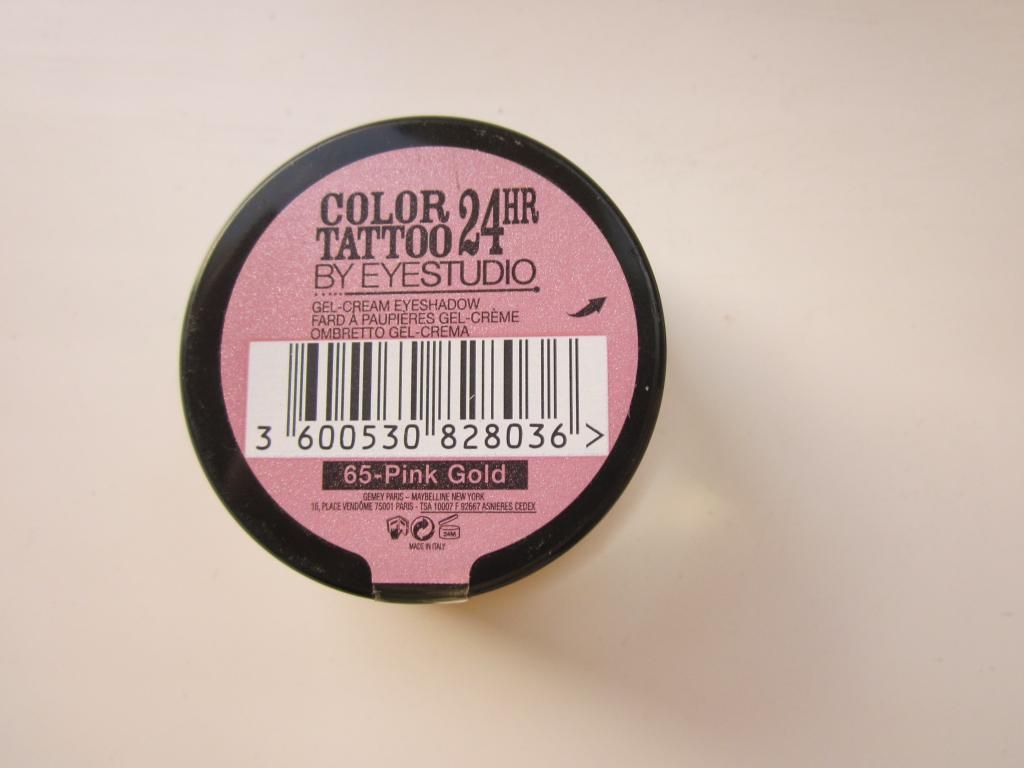 COLOR 24HR
TATTOO
BY EYESTUDIO
GEL-CREAM EYESHADOW
FARD À PAUPIÈRES GEL-CRÈME
OMBRETTO GEL-CREMA
3 600530 828036 >
65-Pink Gold
GEMEY PARIS – MAYBELLINE NEW YORK
16, PLACE VENDÔME 75001 PARIS - TSA 10007 F 92667 ASNIERES CEDEX
24M
MADE IN ITALY